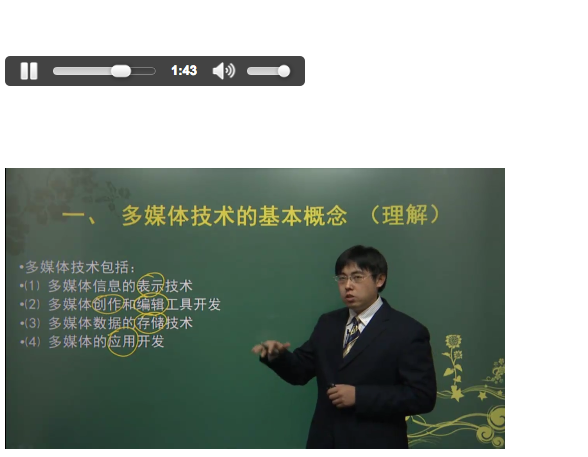 1:43
一、 多媒体技术的基本概念 （理解）
•多媒体技术包括：
•(1) 多媒体信息的表示技术
•(2) 多媒体创作和编辑工具开发
•(3) 多媒体数据的存储技术
•(4) 多媒体的应用开发